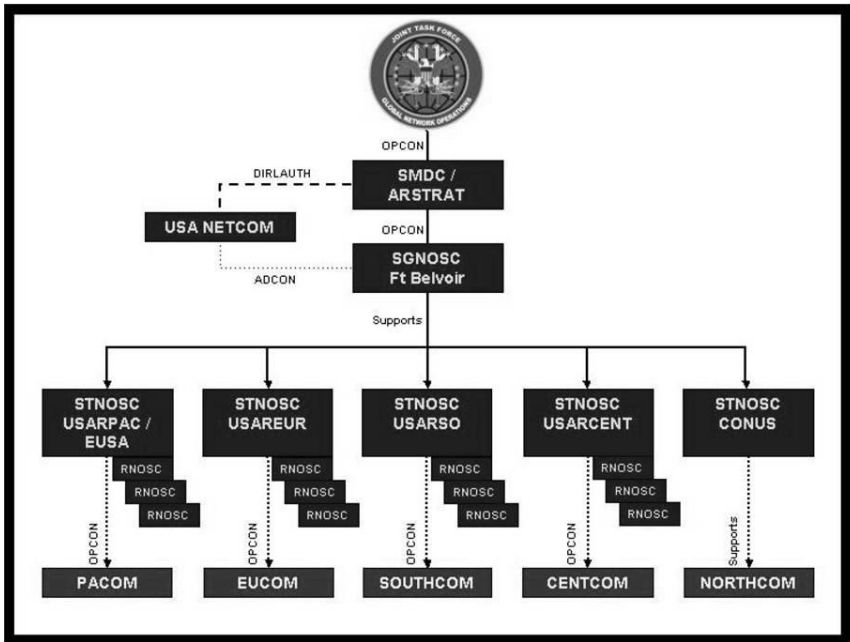 JOINT TASK FORCE
GLOBAL NETWORK OPERATIONS
OPCON
DIRLAUTH
SMDC /
ARSTRAT
USA NETCOM
OPCON
SGNOSC
Ft Belvoir
ADCON
Supports
STNOSC
USARPAC /
EUSA
RNOSC
RNOSC
RNOSC
STNOSC
USAREUR
RNOSC
RNOSC
RNOSC
STNOSC
USARSO
RNOSC
RNOSC
RNOSC
STNOSC
USARCENT
RNOSC
RNOSC
RNOSC
STNOSC
CONUS
OPCON
OPCON
OPCON
OPCON
Supports
PACOM
EUCOM
SOUTHCOM
CENTCOM
NORTHCOM